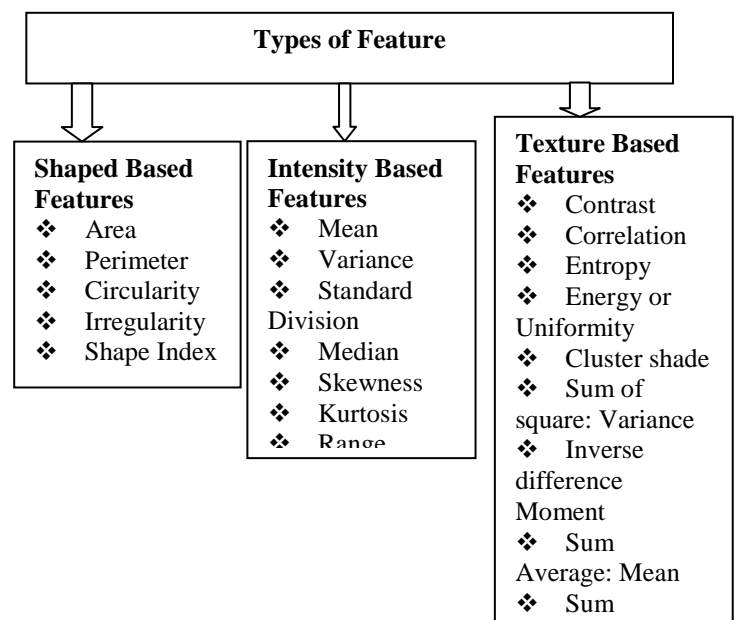 Types of Feature
Shaped Based
Features
❖ Area
❖ Perimeter
❖ Circularity
❖ Irregularity
❖ Shape Index
Intensity Based
Features
❖ Mean
❖ Variance
❖ Standard
Division
❖ Median
❖ Skewness
❖ Kurtosis
❖ Range
Texture Based
Features
❖ Contrast
❖ Correlation
❖ Entropy
❖ Energy or
Uniformity
❖ Cluster shade
❖ Sum of
square: Variance
❖ Inverse
difference
Moment
❖ Sum
Average: Mean
❖ Sum